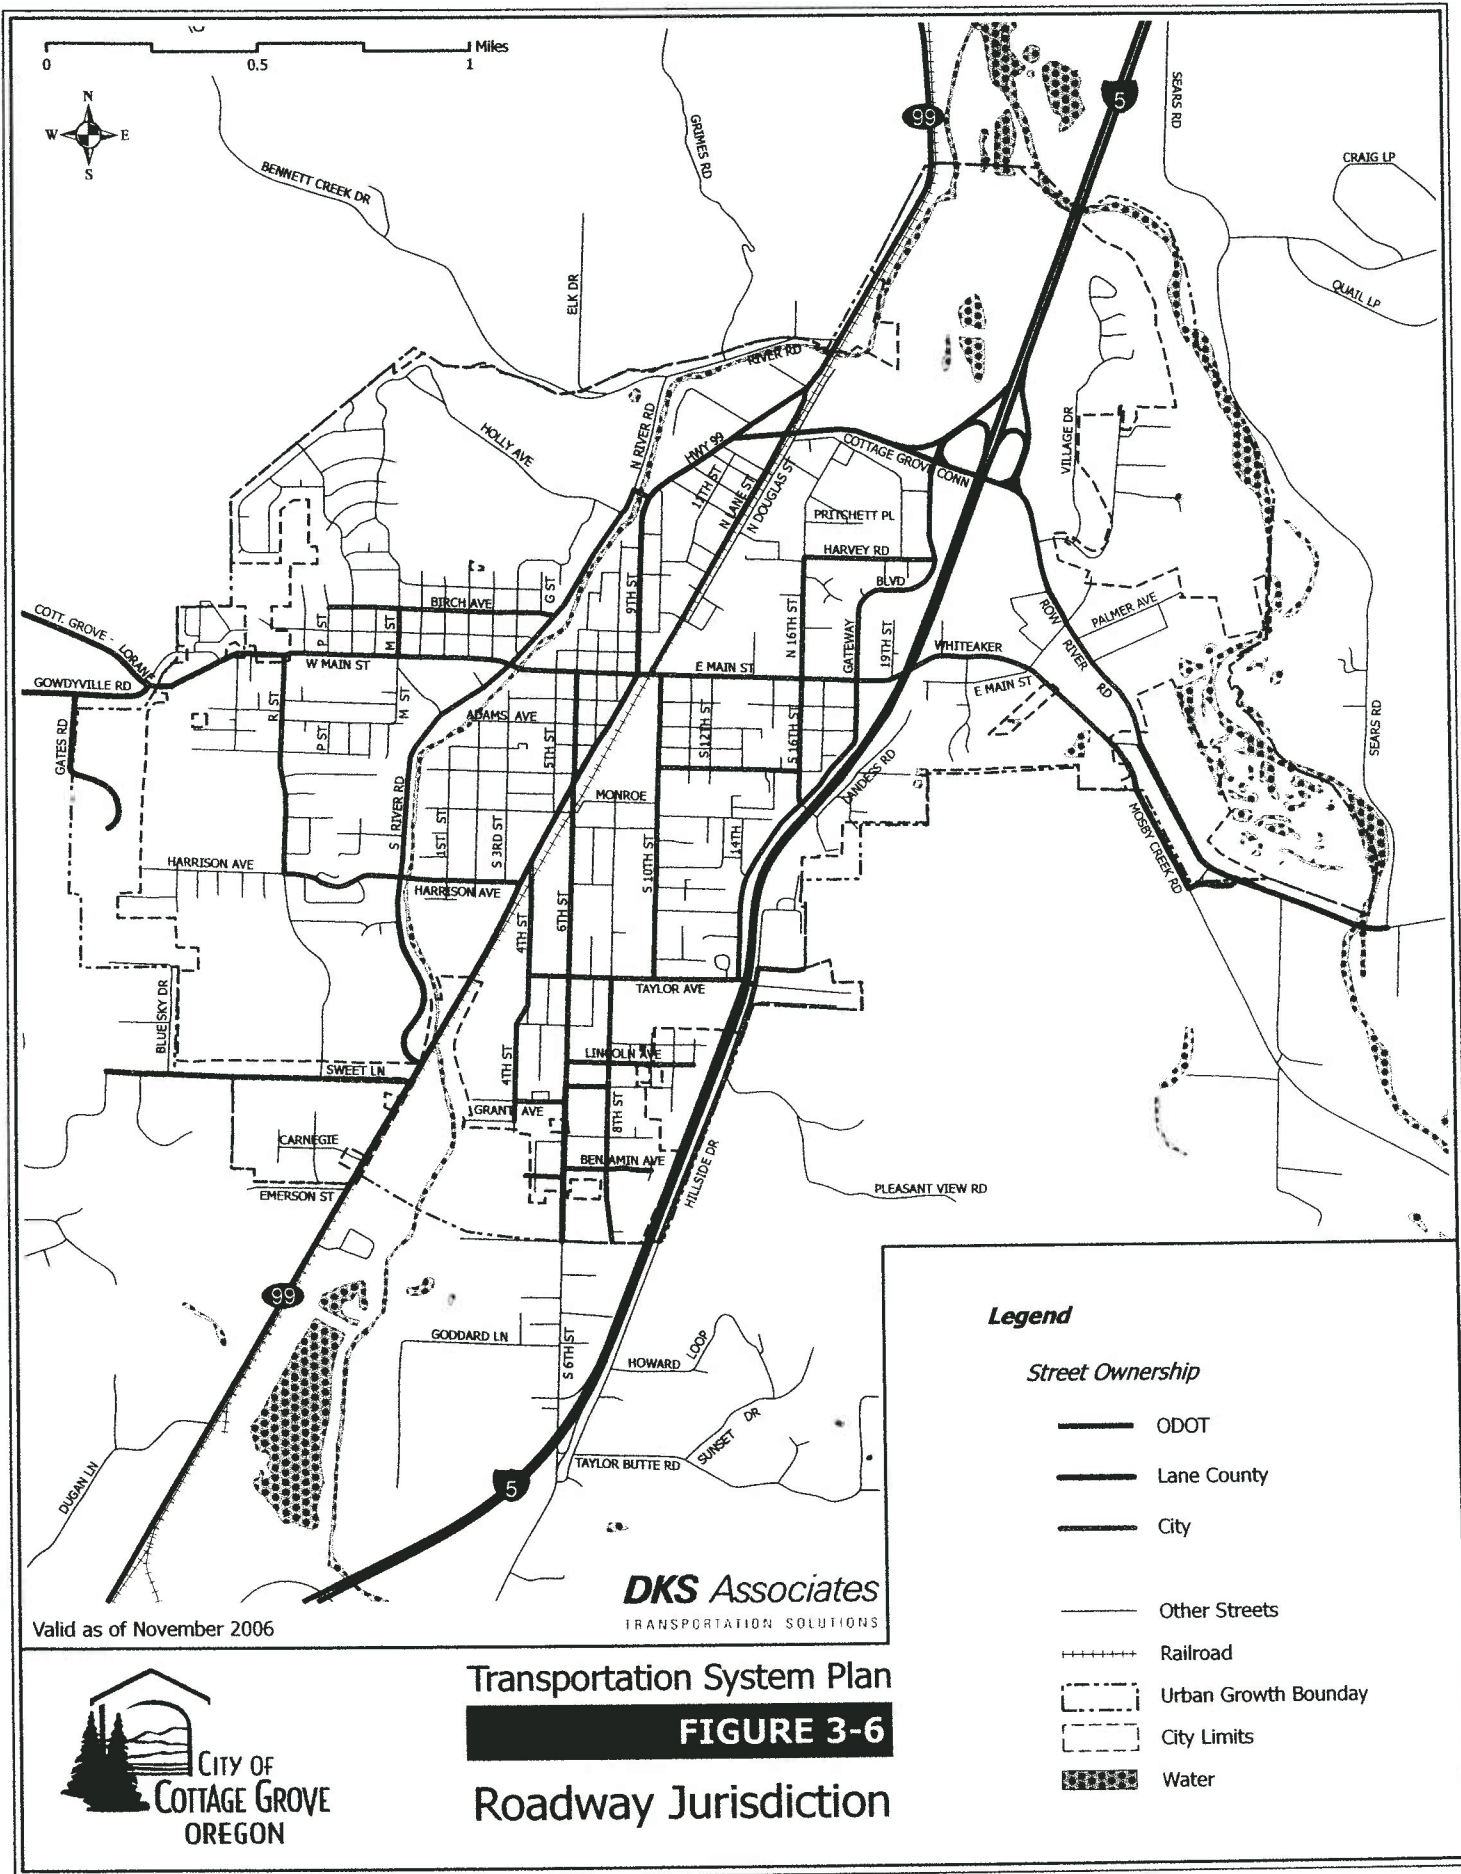 Miles
0 0.5 1
N
W E
S
99
5
SEARS RD
GRIMES RD
CRAIG LP
BENNETT CREEK DR
QUAIL LP
ELK DR
RIVER RD
N RIVER RD
HOLLY AVE
HWY 99
VILLAGE DR
COTTAGE GROVE CONN
11TH ST
N LANE ST
N DOUGLAS ST
PRITCHETT PL
HARVEY RD
BLVD
G ST
9TH ST
BIRCH AVE
P ST
M ST
N 16TH ST
GATEWAY
19TH ST
ROW RIVER RD
PALMER AVE
COTT. GROVE - LORANE
W MAIN ST
E MAIN ST
WHITEAKER
GOWDYVILLE RD
E MAIN ST
GATES RD
R ST
P ST
M ST
ADAMS AVE
5TH ST
S 12TH ST
S 16TH ST
SEARS RD
LANDESS RD
MONROE
S RIVER RD
1ST ST
S 3RD ST
14TH
MOSBY CREEK RD
HARRISON AVE
HARRISON AVE
S 10TH ST
4TH ST
6TH ST
TAYLOR AVE
BLUE SKY DR
SWEET LN
4TH ST
LINCOLN AVE
GRANT AVE
8TH ST
CARNEGIE
BENJAMIN AVE
HILLSIDE DR
EMERSON ST
PLEASANT VIEW RD
99
GODDARD LN
S 6TH ST
HOWARD LOOP
SUNSET DR
TAYLOR BUTTE RD
DUGAN LN
5
Legend
Street Ownership
ODOT
Lane County
City
Other Streets
Railroad
Urban Growth Bounday
City Limits
Water
DKS Associates
TRANSPORTATION SOLUTIONS
Valid as of November 2006
CITY OF
COTTAGE GROVE
OREGON
Transportation System Plan
FIGURE 3-6
Roadway Jurisdiction